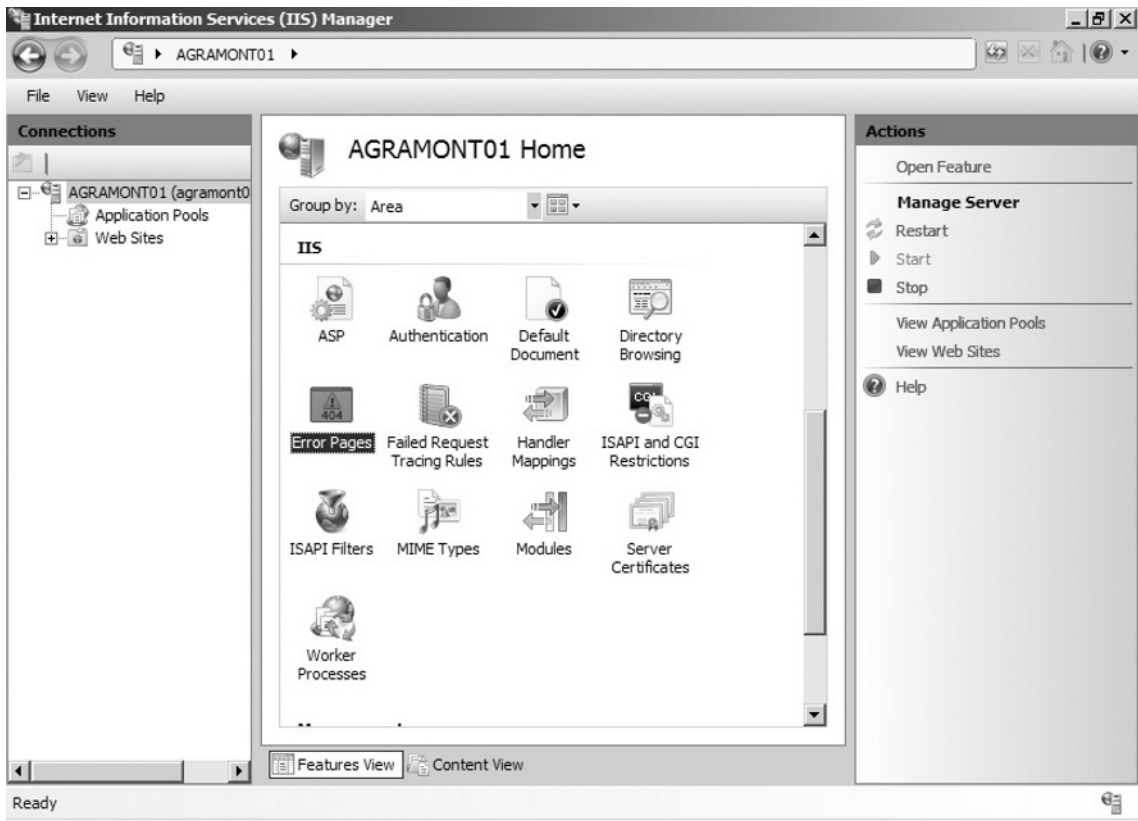 Internet Information Services (IIS) Manager
AGRAMONT01
File View Help
Connections
AGRAMONT01 (agramont0
Application Pools
Web Sites
AGRAMONT01 Home
Group by: Area
IIS
ASP
Authentication
Default
Document
Directory
Browsing
404
Error Pages
Failed Request
Tracing Rules
Handler
Mappings
CGI
ISAPI and CGI
Restrictions
ISAPI Filters
MIME Types
Modules
Server
Certificates
Worker
Processes
Features View
Content View
Actions
Open Feature
Manage Server
Restart
Start
Stop
View Application Pools
View Web Sites
Help
Ready